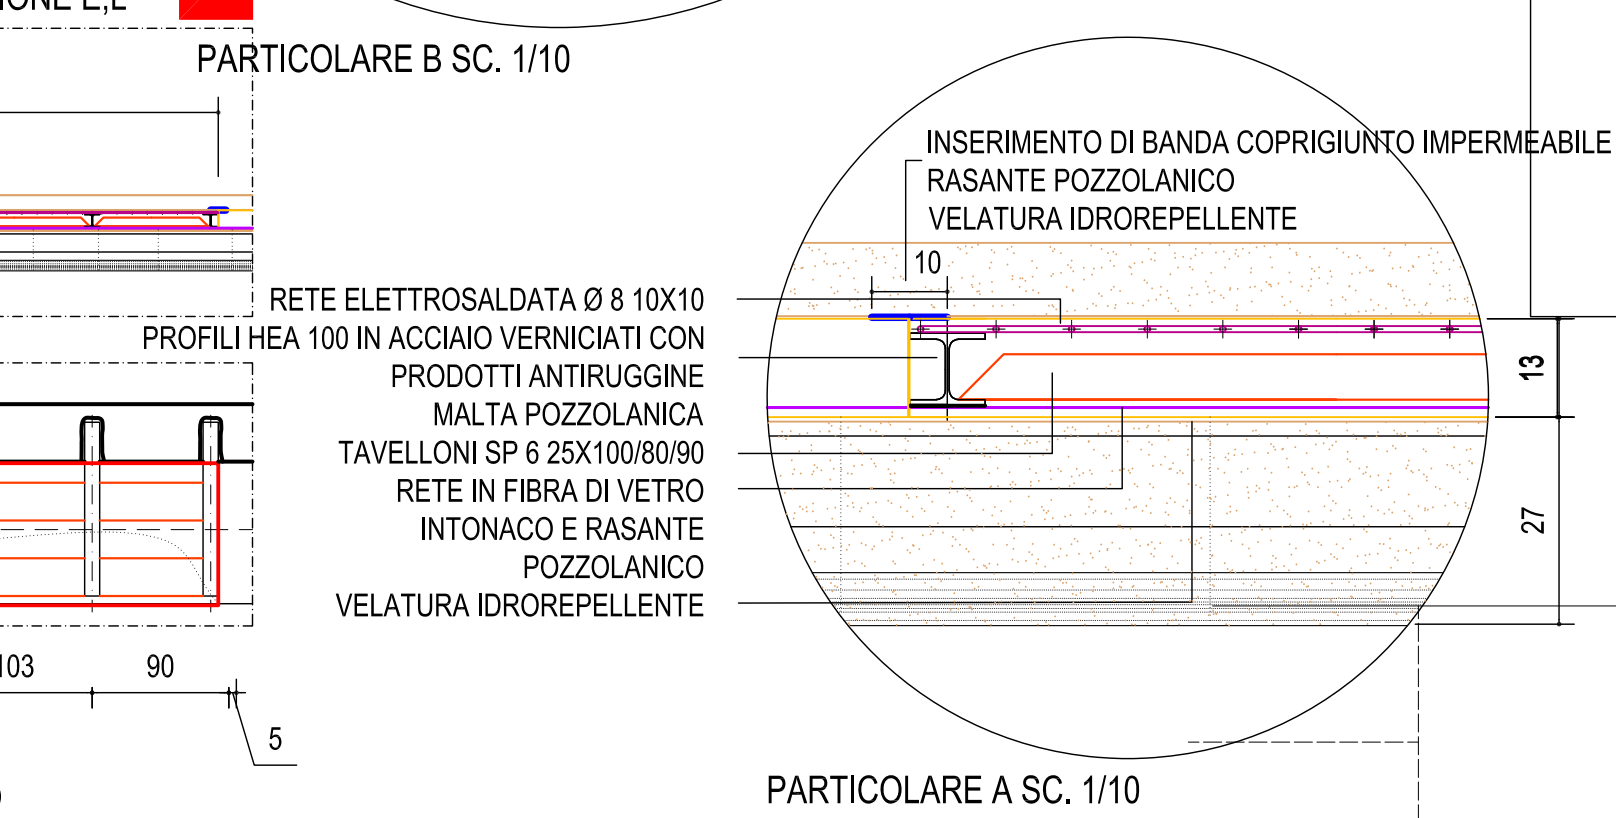 PARTICOLARE B SC. 1/10
INSERIMENTO DI BANDA COPRIGIUNTO IMPERMEABILE
RASANTE POZZOLANICO
VELATURA IDROREPELLENTE
10
RETE ELETTROSALDATA Ø 8 10X10
PROFILI HEA 100 IN ACCIAIO VERNICIATI CON
PRODOTTI ANTIRUGGINE
MALTA POZZOLANICA
TAVELLONI SP 6 25X100/80/90
RETE IN FIBRA DI VETRO
INTONACO E RASANTE
POZZOLANICO
VELATURA IDROREPELLENTE
13
27
103
90
5
PARTICOLARE A SC. 1/10